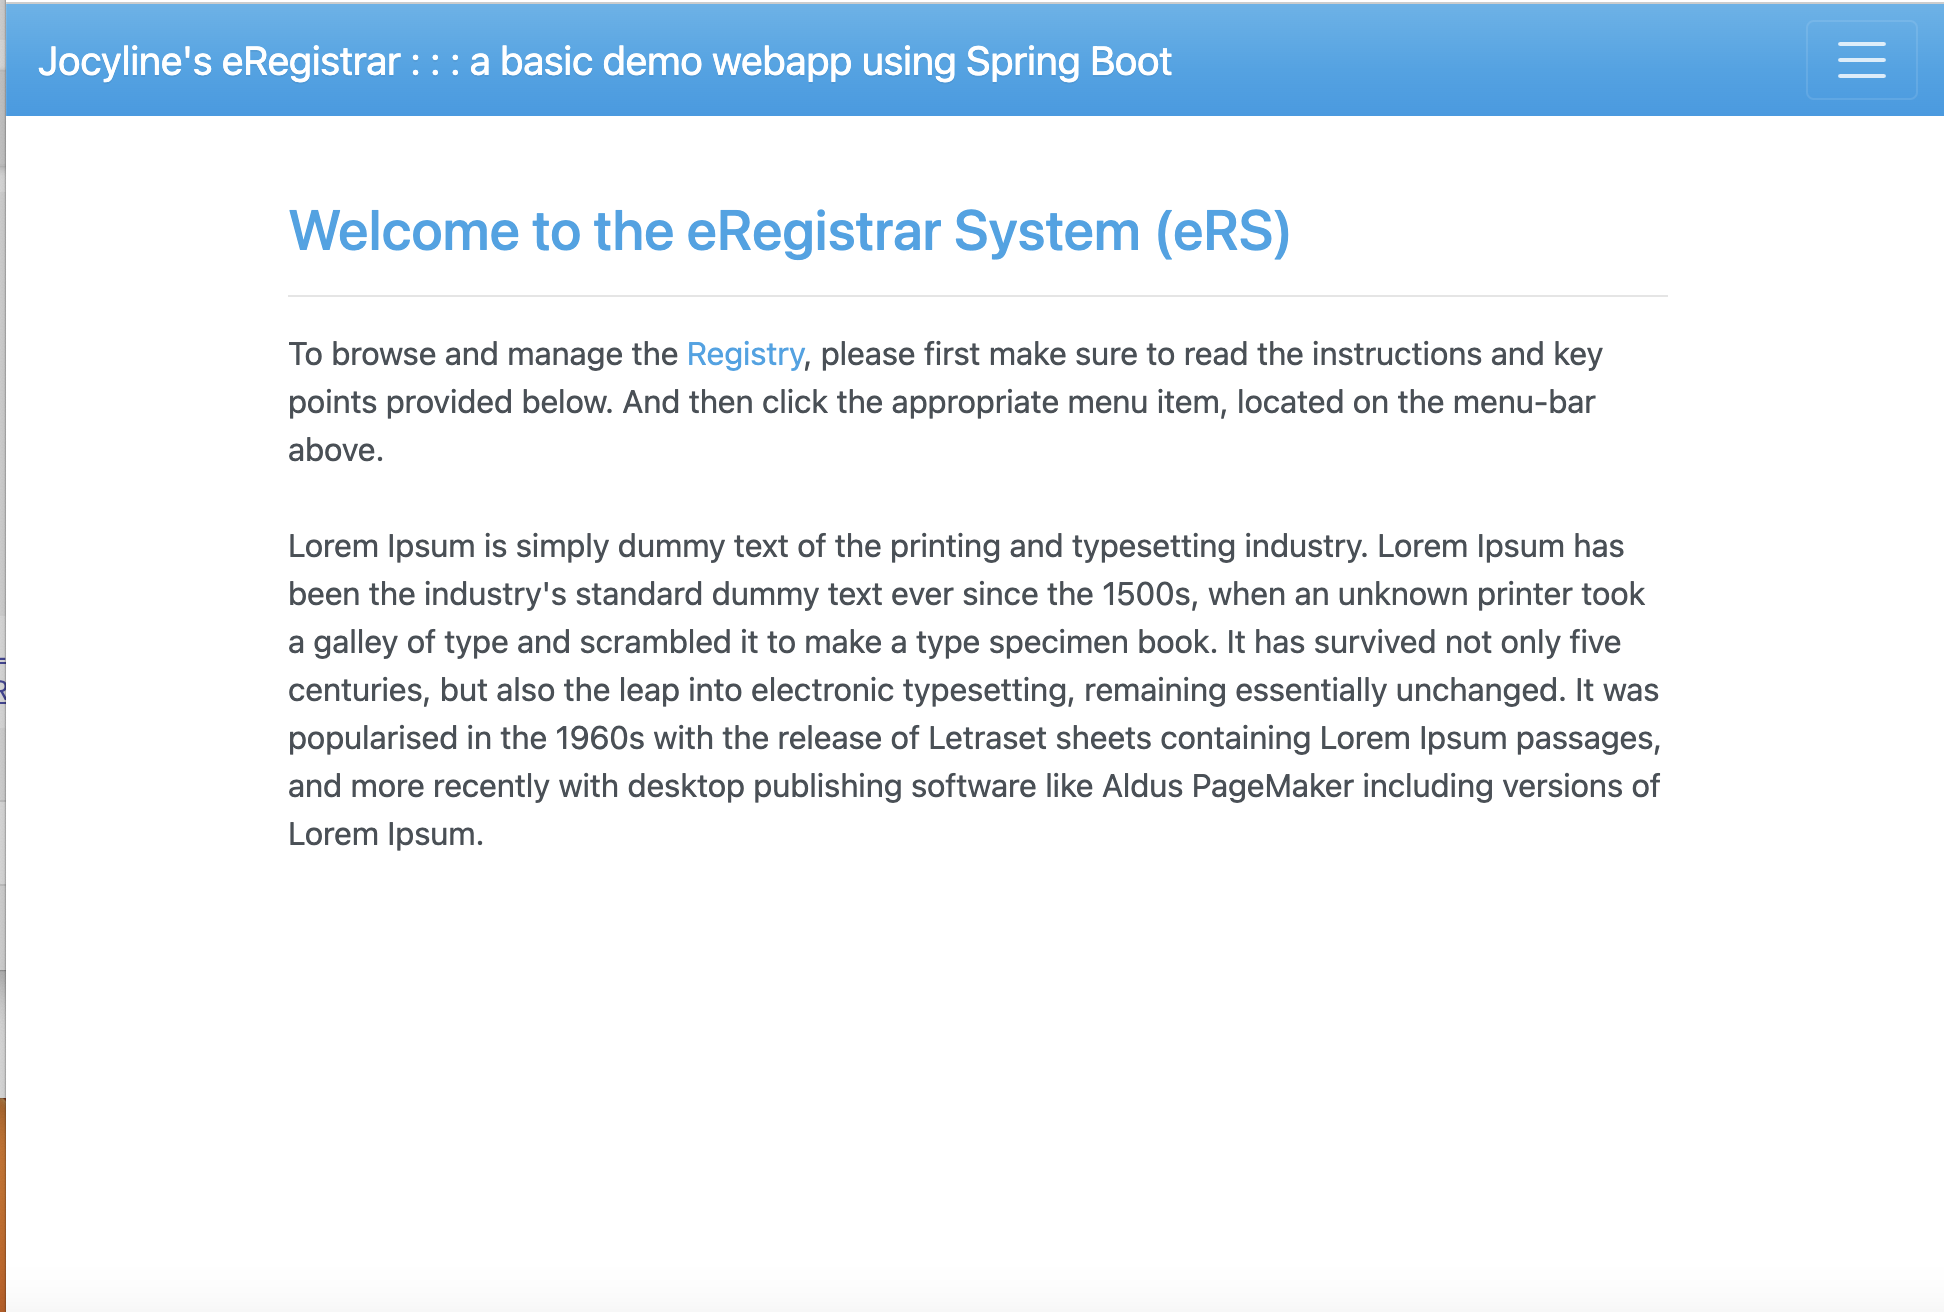 Jocyline's eRegistrar : : : a basic demo webapp using Spring Boot
Welcome to the eRegistrar System (eRS)
To browse and manage the Registry, please first make sure to read the instructions and key
points provided below. And then click the appropriate menu item, located on the menu-bar
above.
Lorem Ipsum is simply dummy text of the printing and typesetting industry. Lorem Ipsum has
been the industry's standard dummy text ever since the 1500s, when an unknown printer took
a galley of type and scrambled it to make a type specimen book. It has survived not only five
centuries, but also the leap into electronic typesetting, remaining essentially unchanged. It was
popularised in the 1960s with the release of Letraset sheets containing Lorem Ipsum passages,
and more recently with desktop publishing software like Aldus PageMaker including versions of
Lorem Ipsum.